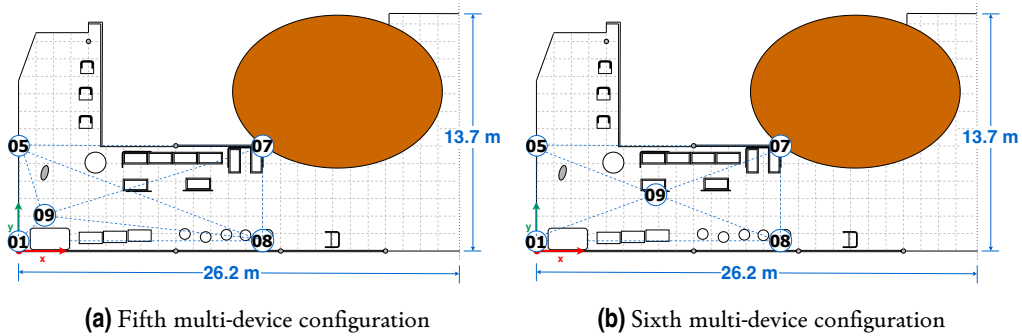 05
07
09
01
08
y
x
13.7 m
26.2 m
(a) Fifth multi-device configuration
05
07
09
01
08
y
x
13.7 m
26.2 m
(b) Sixth multi-device configuration